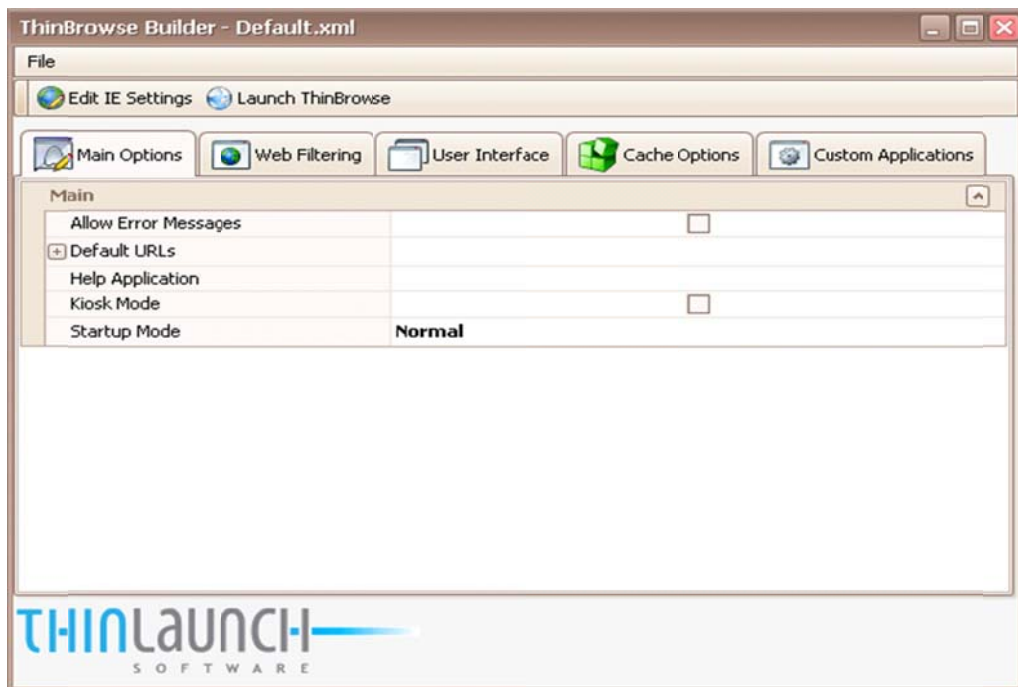 ThinBrowse Builder - Default.xml
File
Edit IE Settings Launch ThinBrowse
Main Options Web Filtering User Interface Cache Options Custom Applications
Main
Allow Error Messages
Default URLs
Help Application
Kiosk Mode
Startup Mode Normal
THINLaUNCH
SOFTWARE